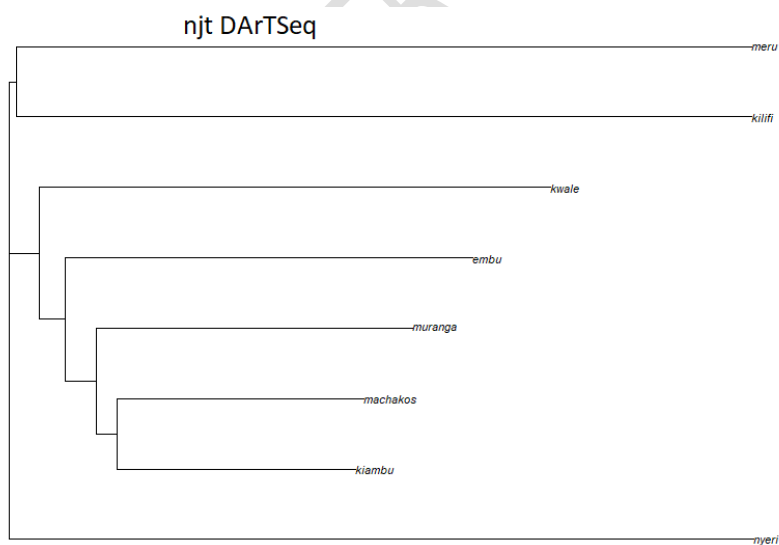 njt DArTSeq
meru
kilifi
kwale
embu
muranga
machakos
kiambu
nyeri